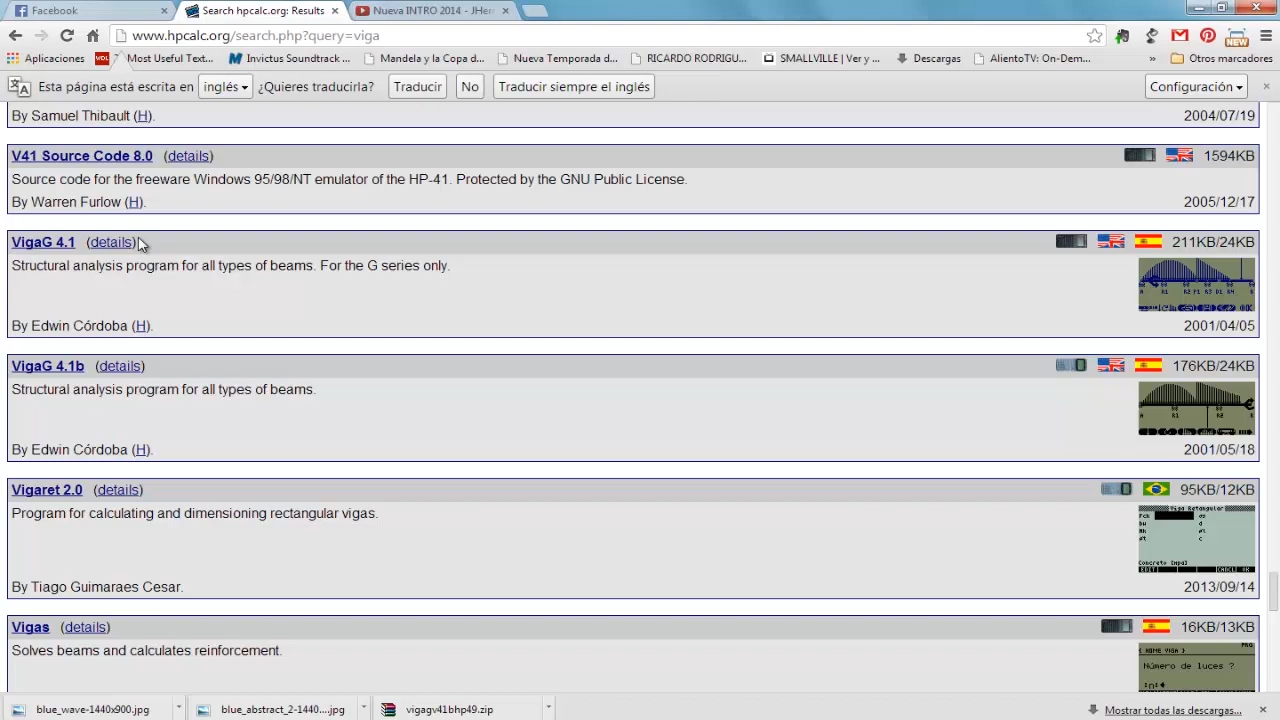 Facebook
Search hpcalc.org: Results
Nueva INTRO 2014 - JHer
www.hpcalc.org/search.php?query=viga
NEW
Aplicaciones
WOL
Most Useful Text...
Invictus Soundtrack ...
Mandela y la Copa d...
Nueva Temporada d...
RICARDO RODRIGU...
SMALLVILLE | Ver y ...
Descargas
AlientoTV: On-Dem...
»
Otros marcadores
Esta página está escrita en inglés ¿Quieres traducirla? Traducir No Traducir siempre el inglés Configuración
By Samuel Thibault (H). 2004/07/19
V41 Source Code 8.0 (details) 1594KB
Source code for the freeware Windows 95/98/NT emulator of the HP-41. Protected by the GNU Public License.
By Warren Furlow (H). 2005/12/17
VigaG 4.1 (details) 211KB/24KB
Structural analysis program for all types of beams. For the G series only.
By Edwin Córdoba (H). 2001/04/05
VigaG 4.1b (details) 176KB/24KB
Structural analysis program for all types of beams.
By Edwin Córdoba (H). 2001/05/18
Vigaret 2.0 (details) 95KB/12KB
Program for calculating and dimensioning rectangular vigas.
Viga Retangular
Concreto [Mpa]
By Tiago Guimaraes Cesar. 2013/09/14
Vigas (details) 16KB/13KB
Solves beams and calculates reinforcement.
{ HOME VIGA } PRG
Número de luces ?
:n:
blue_wave-1440x900.jpg
blue_abstract_2-1440....jpg
vigagv41bhp49.zip
Mostrar todas las descargas...